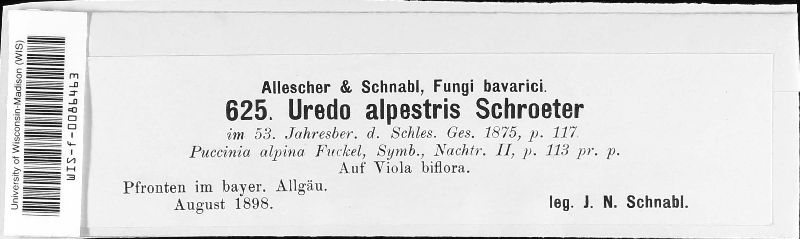 University of Wisconsin-Madison (WIS)
WIS-f-0086463
Allescher & Schnabl, Fungi bavarici.
625. Uredo alpestris Schroeter
im 53. Jahresber. d. Schles. Ges. 1875, p. 117.
Puccinia alpina Fuckel, Symb., Nachtr. II, p. 113 pr. p.
Auf Viola biflora.
Pfronten im bayer. Allgäu.
August 1898.
leg. J. N. Schnabl.